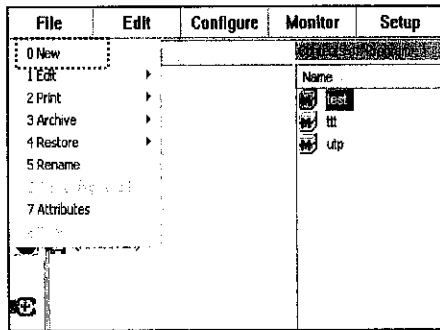 File Edit Configure Monitor Setup
0 New
1 Edit
2 Print
3 Archive
4 Restore
5 Rename
7 Attributes
Name
test
ttt
utp